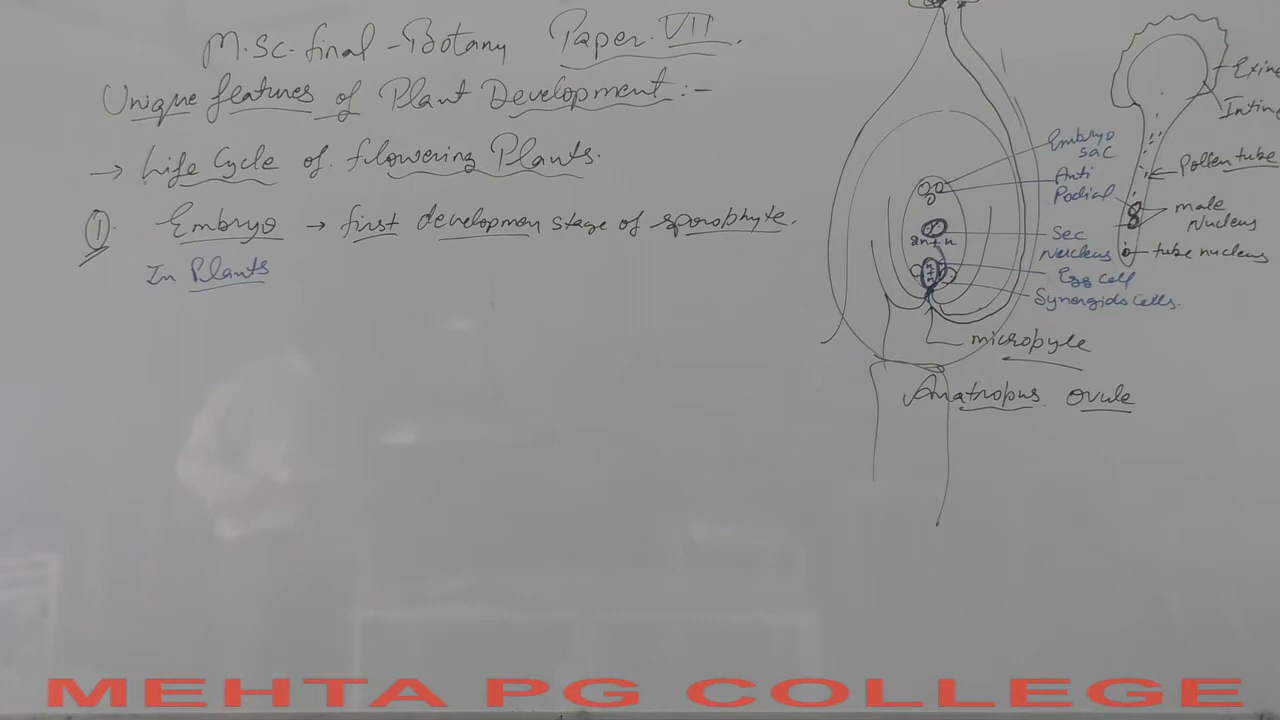 M.Sc. final - Botany Paper. VII.
Unique features of Plant Development :-
→ Life Cycle of flowering Plants.
① Embryo → first developmen stage of sporophyte.
In Plants
Embryo
sac
Anti
Podial
Sec
Nucleus
Egg cell
Synergids cells.
2n+n
n+n
micropyle
Anatropus ovule
Exine
Intine
Pollen tube
male
Nucleus
tube nucleus
MEHTA PG COLLEGE